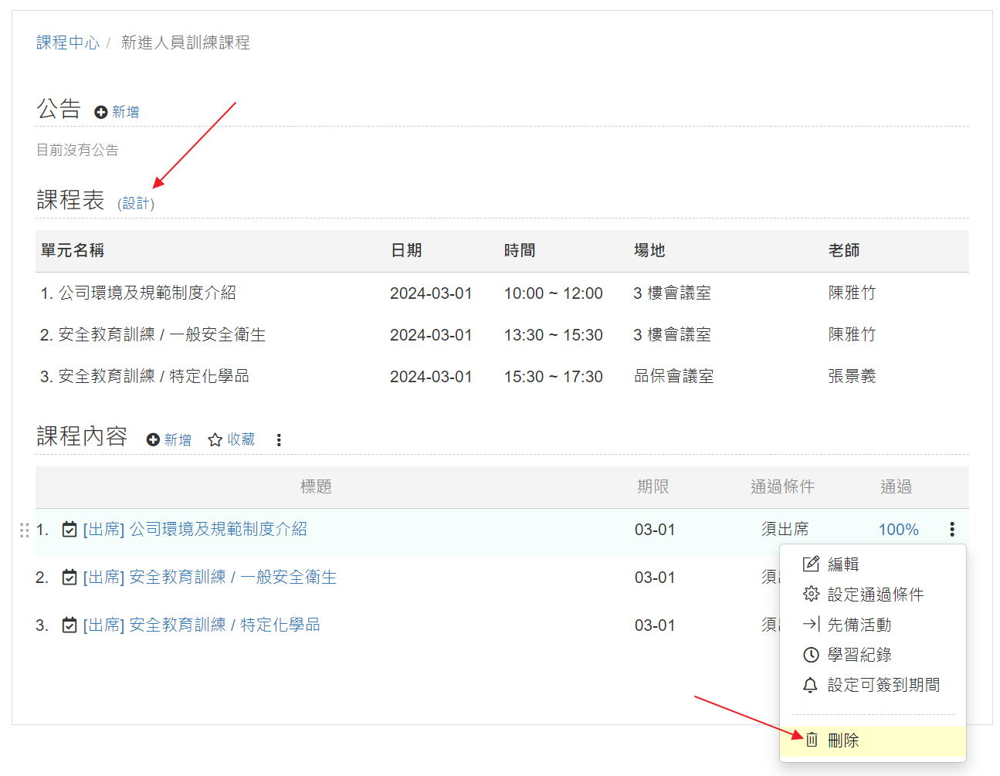 課程中心 / 新進人員訓練課程
公告 新增
目前沒有公告
課程表 (設計)
單元名稱 日期 時間 場地 老師
1. 公司環境及規範制度介紹 2024-03-01 10:00 ~ 12:00 3 樓會議室 陳雅竹
2. 安全教育訓練 / 一般安全衛生 2024-03-01 13:30 ~ 15:30 3 樓會議室 陳雅竹
3. 安全教育訓練 / 特定化學品 2024-03-01 15:30 ~ 17:30 品保會議室 張景義
課程內容 新增 收藏
標題 期限 通過條件 通過
1. [出席] 公司環境及規範制度介紹 03-01 須出席 100%
2. [出席] 安全教育訓練 / 一般安全衛生 03-01 須
3. [出席] 安全教育訓練 / 特定化學品 03-01 須
編輯
設定通過條件
先備活動
學習紀錄
設定可簽到期間
刪除